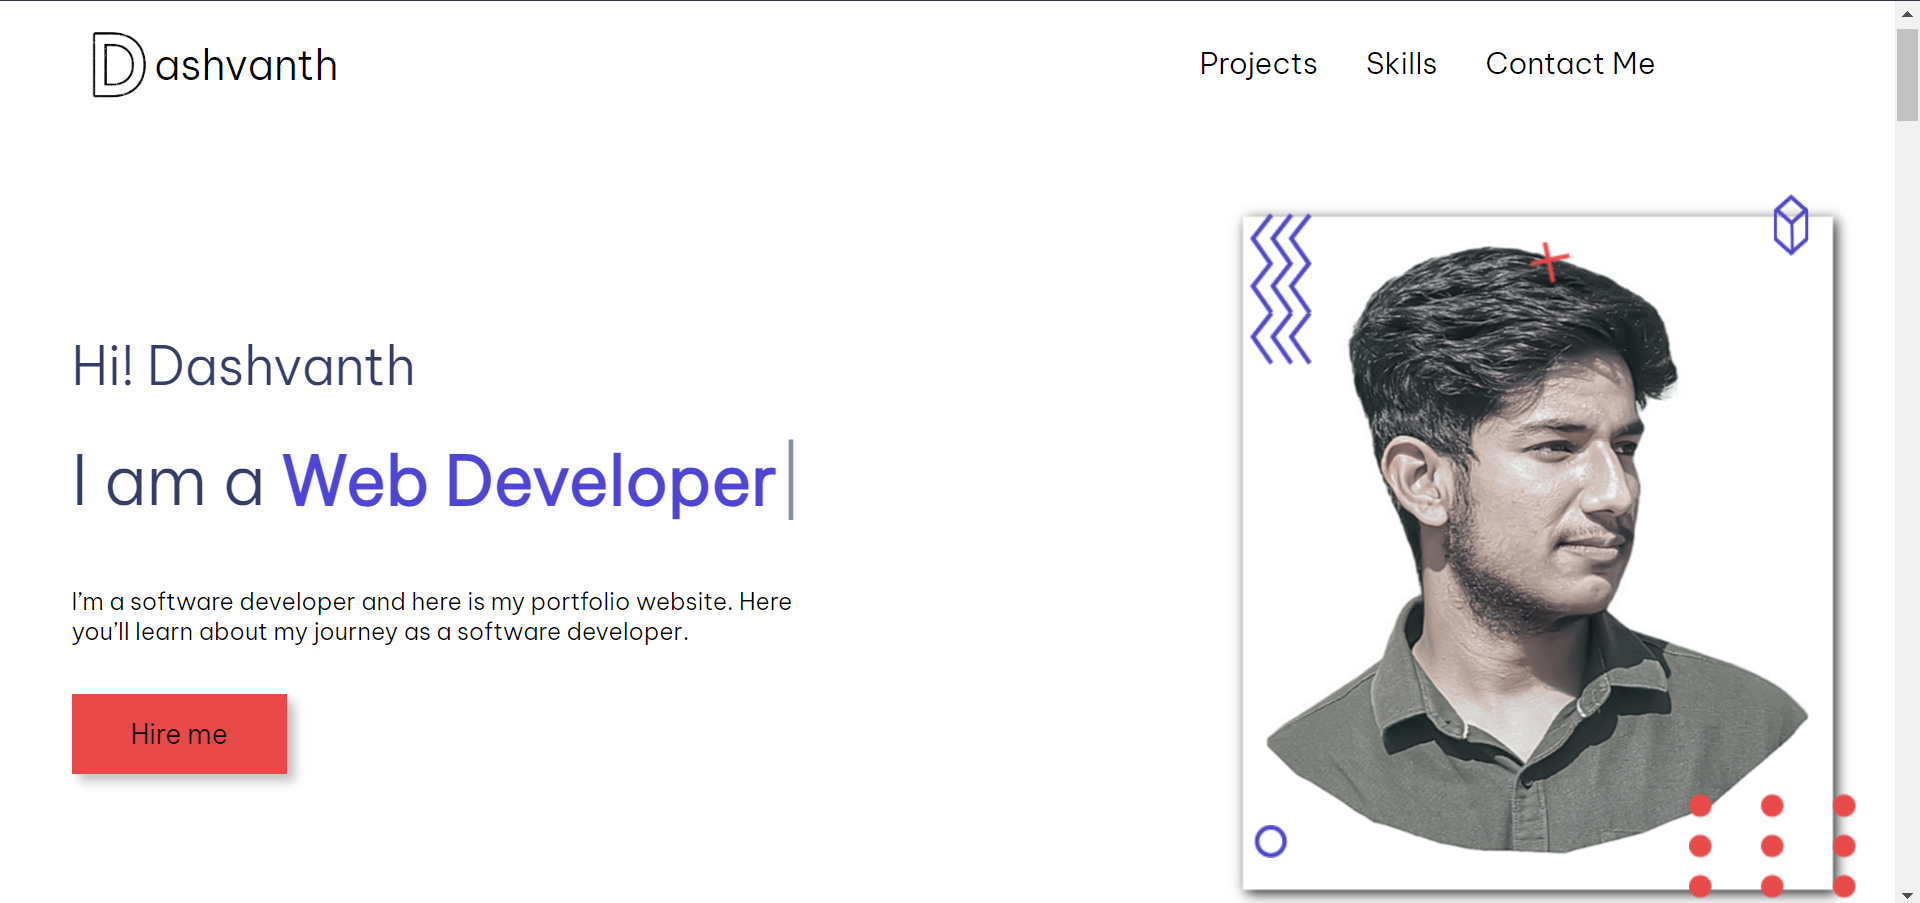 Dashvanth
Projects Skills Contact Me
Hi! Dashvanth
I am a Web Developer
I’m a software developer and here is my portfolio website. Here
you’ll learn about my journey as a software developer.
Hire me